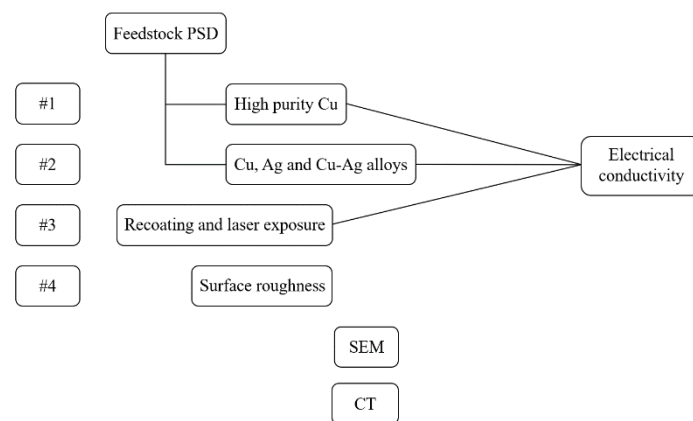 Feedstock PSD
#1
High purity Cu
#2
Cu, Ag and Cu-Ag alloys
Electrical
conductivity
#3
Recoating and laser exposure
#4
Surface roughness
SEM
CT